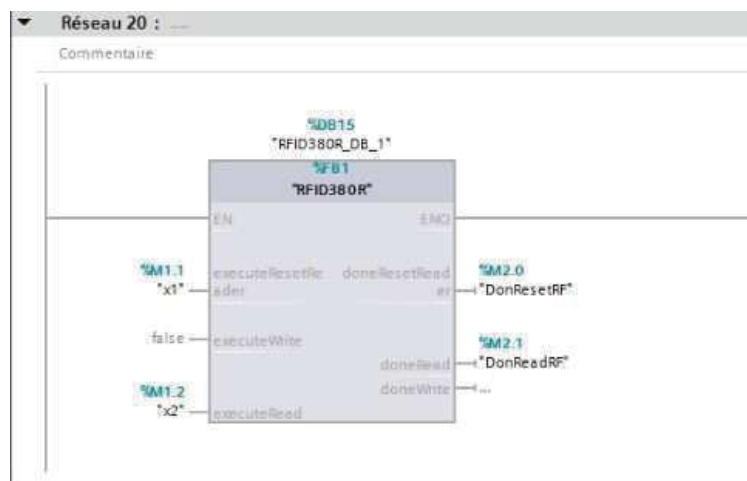 Réseau 20 : ....
Commentaire
%DB15
"RFID380R_DB_1"
%FB1
"RFID380R"
EN ENO
%M1.1
"x1"
executeResetRe
ader
doneResetRead
er
%M2.0
"DonResetRF"
false
executeWrite
doneRead
%M2.1
"DonReadRF"
doneWrite
...
%M1.2
"x2"
executeRead